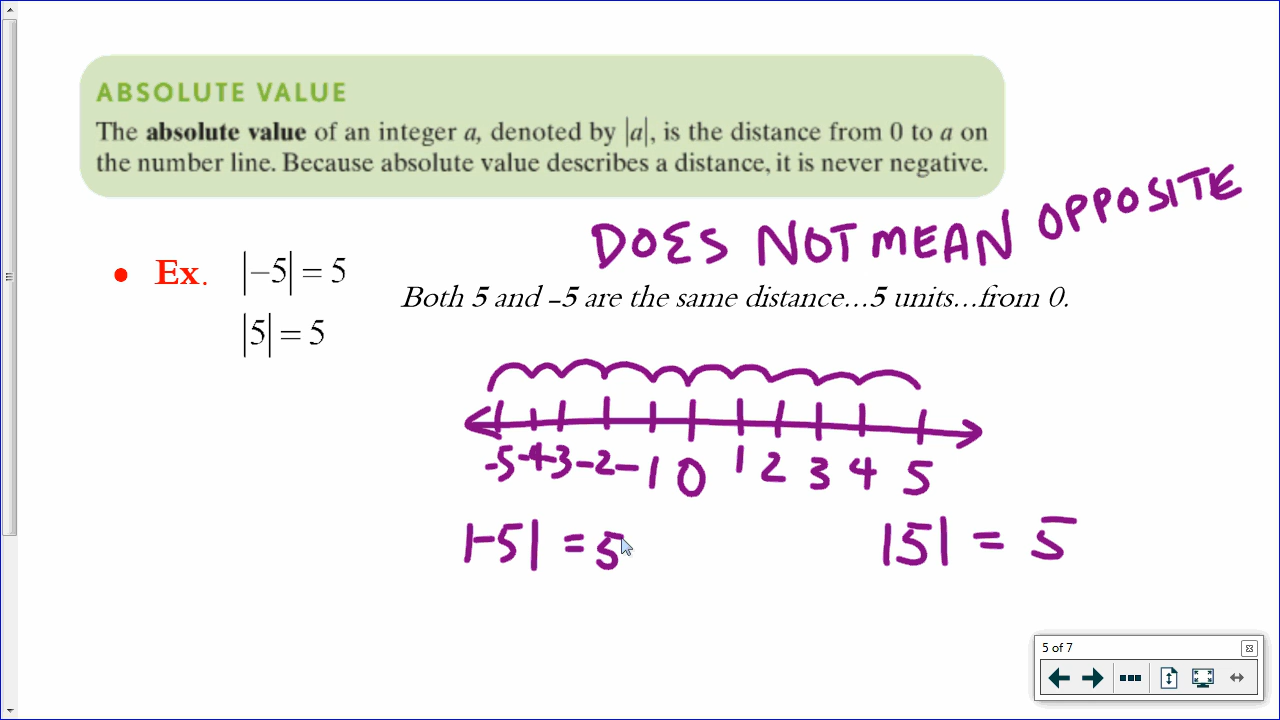 ABSOLUTE VALUE
The absolute value of an integer a, denoted by |a|, is the distance from 0 to a on
the number line. Because absolute value describes a distance, it is never negative.
DOES NOT MEAN OPPOSITE
• Ex. |−5| = 5
Both 5 and –5 are the same distance...5 units...from 0.
|5| = 5
-5 -4 -3 -2 -1 0 1 2 3 4 5
|-5| = 5 |5| = 5
5 of 7